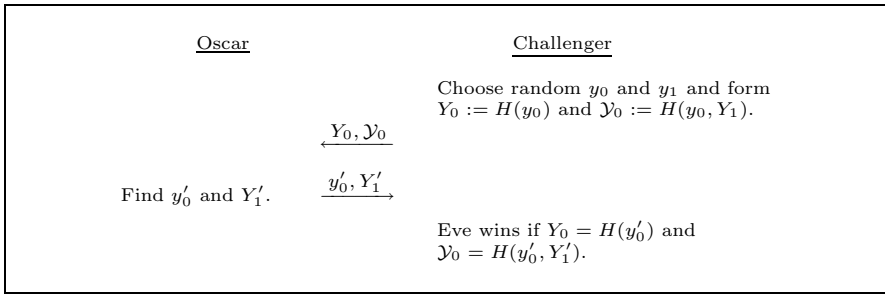 Oscar
Challenger
Choose random y₀ and y₁ and form
Y₀ := H(y₀) and 𝒴₀ := H(y₀, Y₁).
Y₀, 𝒴₀
Find y′₀ and Y′₁.
y′₀, Y′₁
Eve wins if Y₀ = H(y′₀) and
𝒴₀ = H(y′₀, Y′₁).